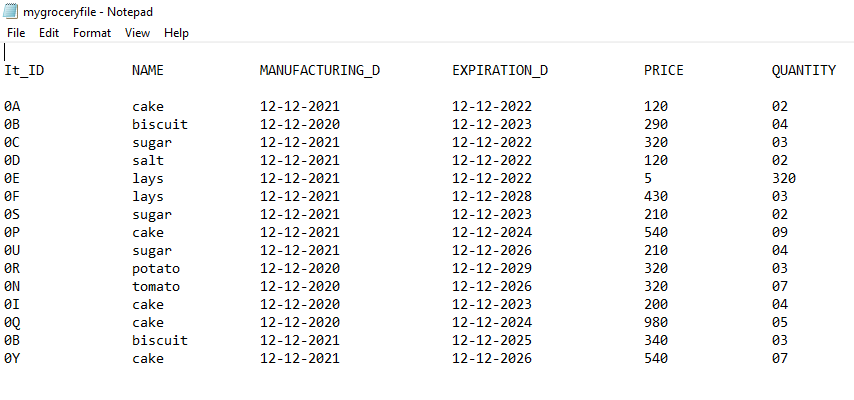 mygroceryfile - Notepad
File Edit Format View Help
It_ID NAME MANUFACTURING_D EXPIRATION_D PRICE QUANTITY
0A cake 12-12-2021 12-12-2022 120 02
0B biscuit 12-12-2020 12-12-2023 290 04
0C sugar 12-12-2021 12-12-2022 320 03
0D salt 12-12-2021 12-12-2022 120 02
0E lays 12-12-2021 12-12-2022 5 320
0F lays 12-12-2021 12-12-2028 430 03
0S sugar 12-12-2021 12-12-2023 210 02
0P cake 12-12-2021 12-12-2024 540 09
0U sugar 12-12-2021 12-12-2026 210 04
0R potato 12-12-2020 12-12-2029 320 03
0N tomato 12-12-2020 12-12-2026 320 07
0I cake 12-12-2020 12-12-2023 200 04
0Q cake 12-12-2020 12-12-2024 980 05
0B biscuit 12-12-2021 12-12-2025 340 03
0Y cake 12-12-2021 12-12-2026 540 07